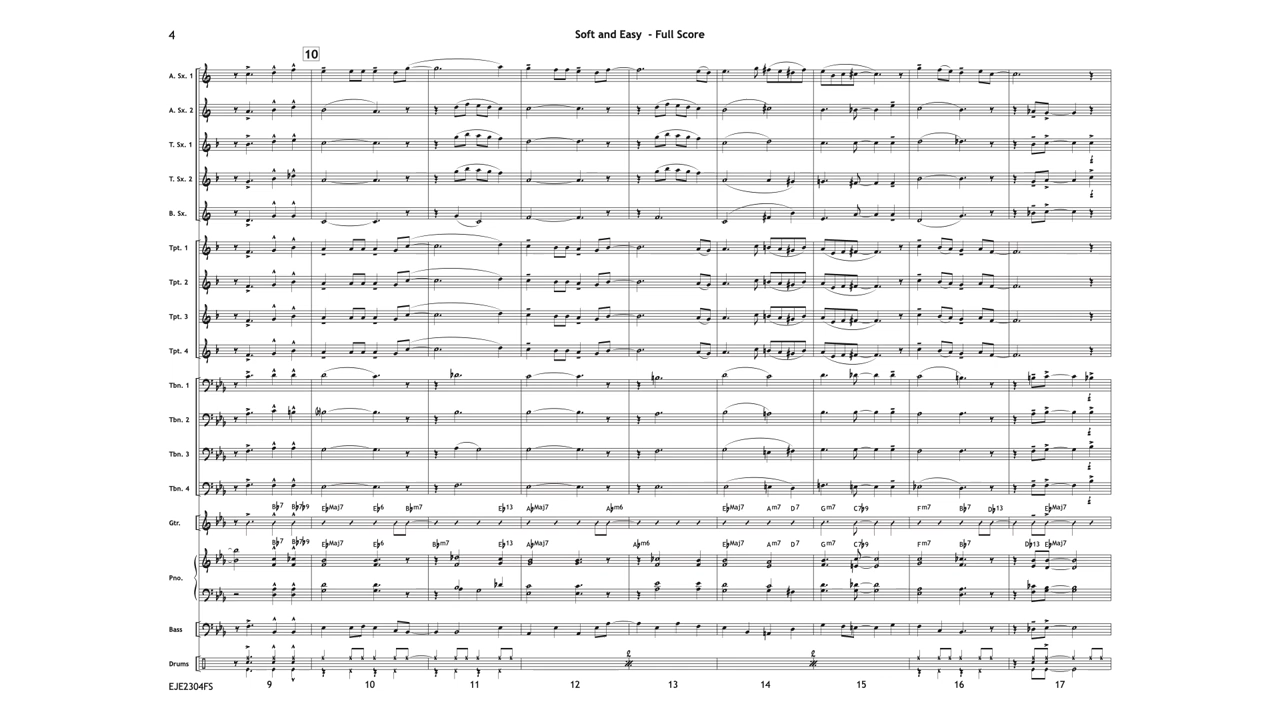 4
Soft and Easy  - Full Score
10
A. Sx. 1
A. Sx. 2
T. Sx. 1
T. Sx. 2
B. Sx.
Tpt. 1
Tpt. 2
Tpt. 3
Tpt. 4
Tbn. 1
Tbn. 2
Tbn. 3
Tbn. 4
B♭7 B♭7♭9 E♭Maj7 E♭6 B♭m7 E♭13 A♭Maj7 A♭m6 E♭Maj7 Am7 D7 Gm7 C7♭9 Fm7 B♭7 D♭13 E♭Maj7
Gtr.
B♭7 B♭7♭9 E♭Maj7 E♭6 B♭m7 E♭13 A♭Maj7 A♭m6 E♭Maj7 Am7 D7 Gm7 C7♭9 Fm7 B♭7 D♭13 E♭Maj7
Pno.
Bass
2 2
Drums
EJE2304FS 9 10 11 12 13 14 15 16 17